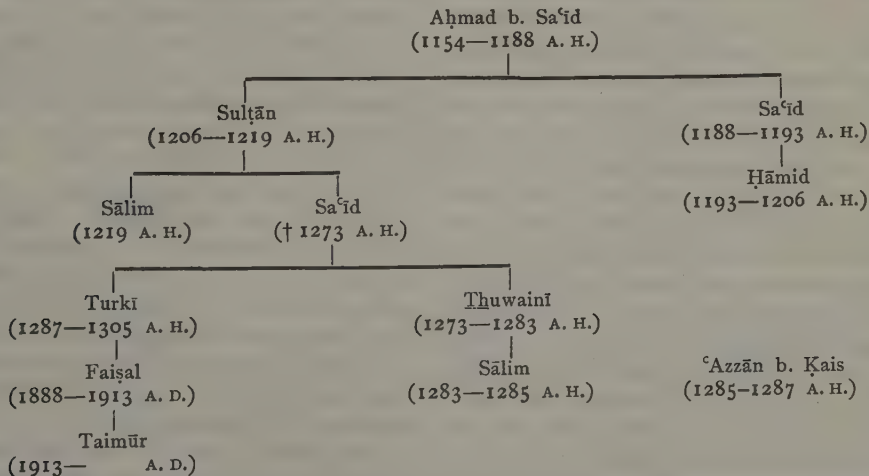 Aḥmad b. Saʿīd
(1154—1188 A. H.)
Sulṭān
(1206—1219 A. H.)
Saʿīd
(1188—1193 A. H.)
Ḥāmid
(1193—1206 A. H.)
Sālim
(1219 A. H.)
Saʿīd
(† 1273 A. H.)
Turkī
(1287—1305 A. H.)
Thuwainī
(1273—1283 A. H.)
Faiṣal
(1888—1913 A. D.)
Sālim
(1283—1285 A. H.)
ʿAzzān b. Ḳais
(1285–1287 A. H.)
Taimūr
(1913— A. D.)